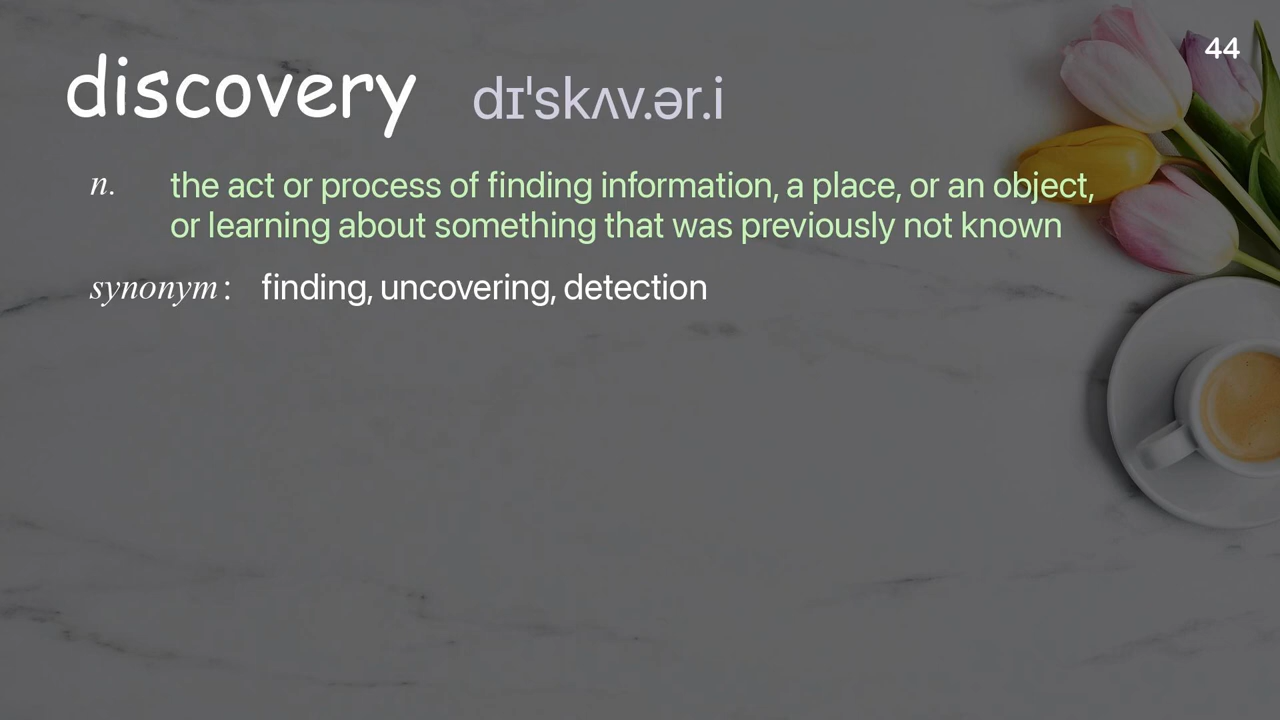 44
discovery dɪˈskʌv.ər.i
n. the act or process of finding information, a place, or an object,
or learning about something that was previously not known
synonym: finding, uncovering, detection